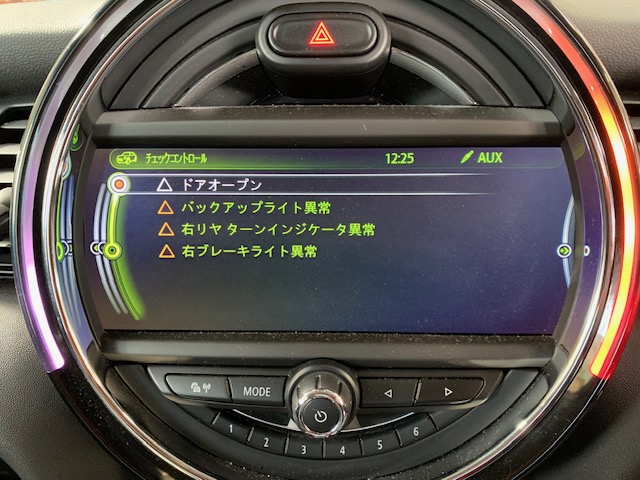 チェックコントロール 12:25 AUX
ドアオープン
バックアップライト異常
右リヤ ターンインジケータ異常
右ブレーキライト異常
MODE
1 2 3 4 5 6